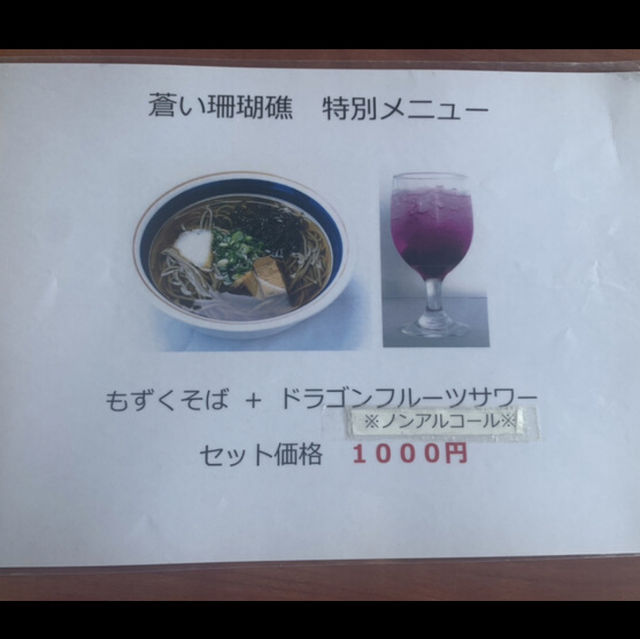 蒼い珊瑚礁　特別メニュー
もずくそば ＋ ドラゴンフルーツサワー
※ノンアルコール※
セット価格　１０００円